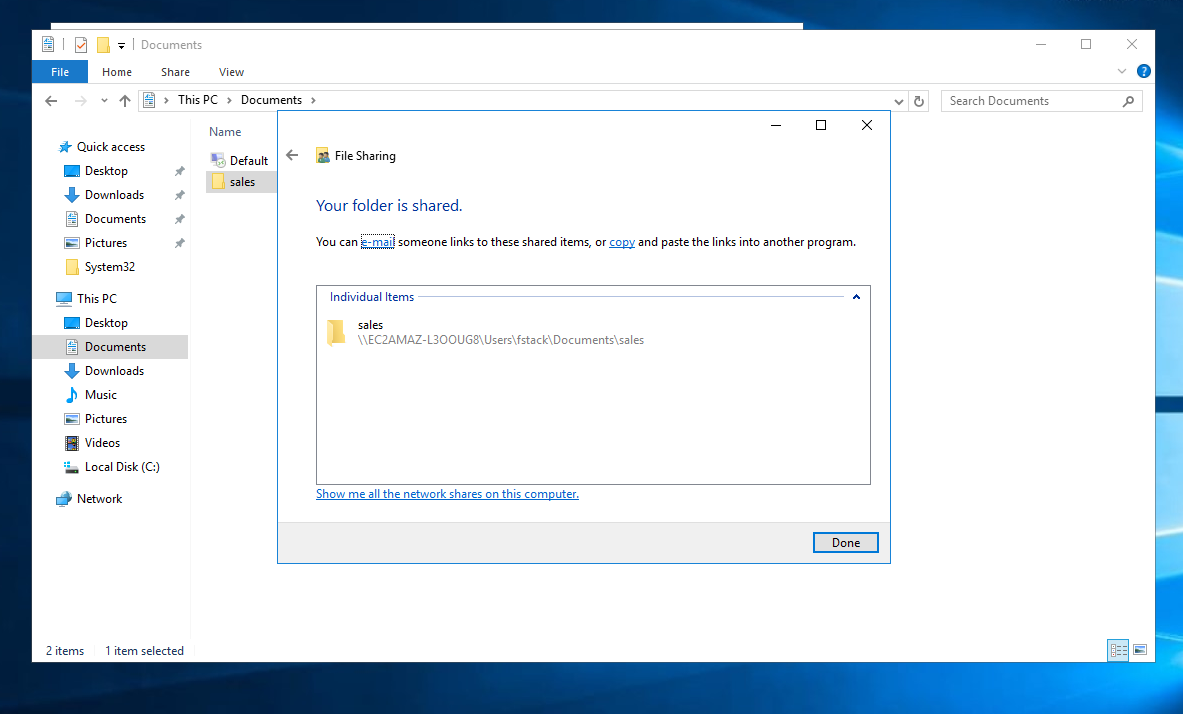 Documents
File Home Share View
This PC > Documents >
Search Documents
Name
Default
sales
Quick access
Desktop
Downloads
Documents
Pictures
System32
This PC
Desktop
Documents
Downloads
Music
Pictures
Videos
Local Disk (C:)
Network
File Sharing
Your folder is shared.
You can e-mail someone links to these shared items, or copy and paste the links into another program.
Individual Items
sales
\\EC2AMAZ-L3OOUG8\Users\fstack\Documents\sales
Show me all the network shares on this computer.
Done
2 items 1 item selected